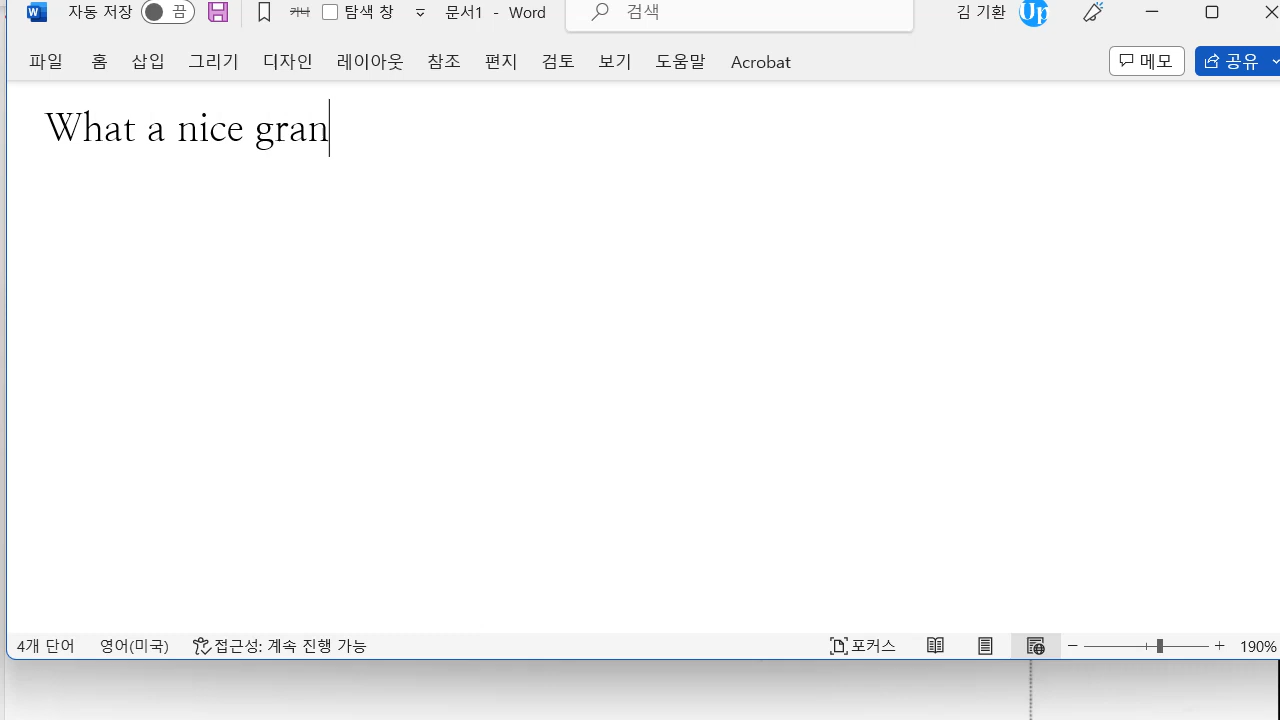 자동 저장 끔 가나 탐색 창 문서1 - Word 검색 김 기환 Up
파일 홈 삽입 그리기 디자인 레이아웃 참조 편지 검토 보기 도움말 Acrobat 메모 공유
What a nice gran
4개 단어 영어(미국) 접근성: 계속 진행 가능 포커스 190%